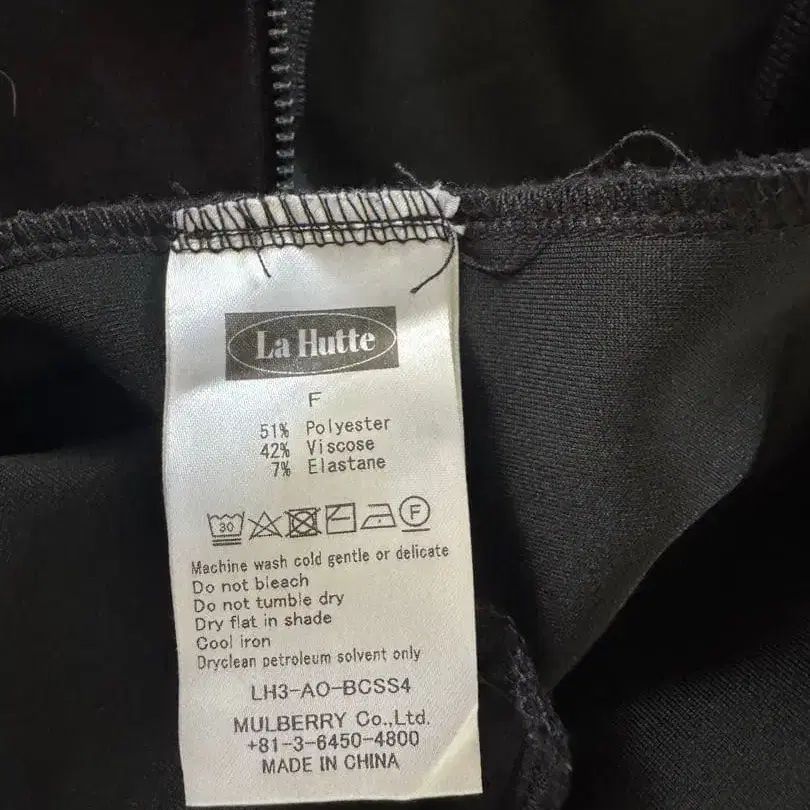 La Hutte
F
51% Polyester
42% Viscose
7% Elastane
30 F
Machine wash cold gentle or delicate
Do not bleach
Do not tumble dry
Dry flat in shade
Cool iron
Dryclean petroleum solvent only
LH3-AO-BCSS4
MULBERRY Co.,Ltd.
+81-3-6450-4800
MADE IN CHINA